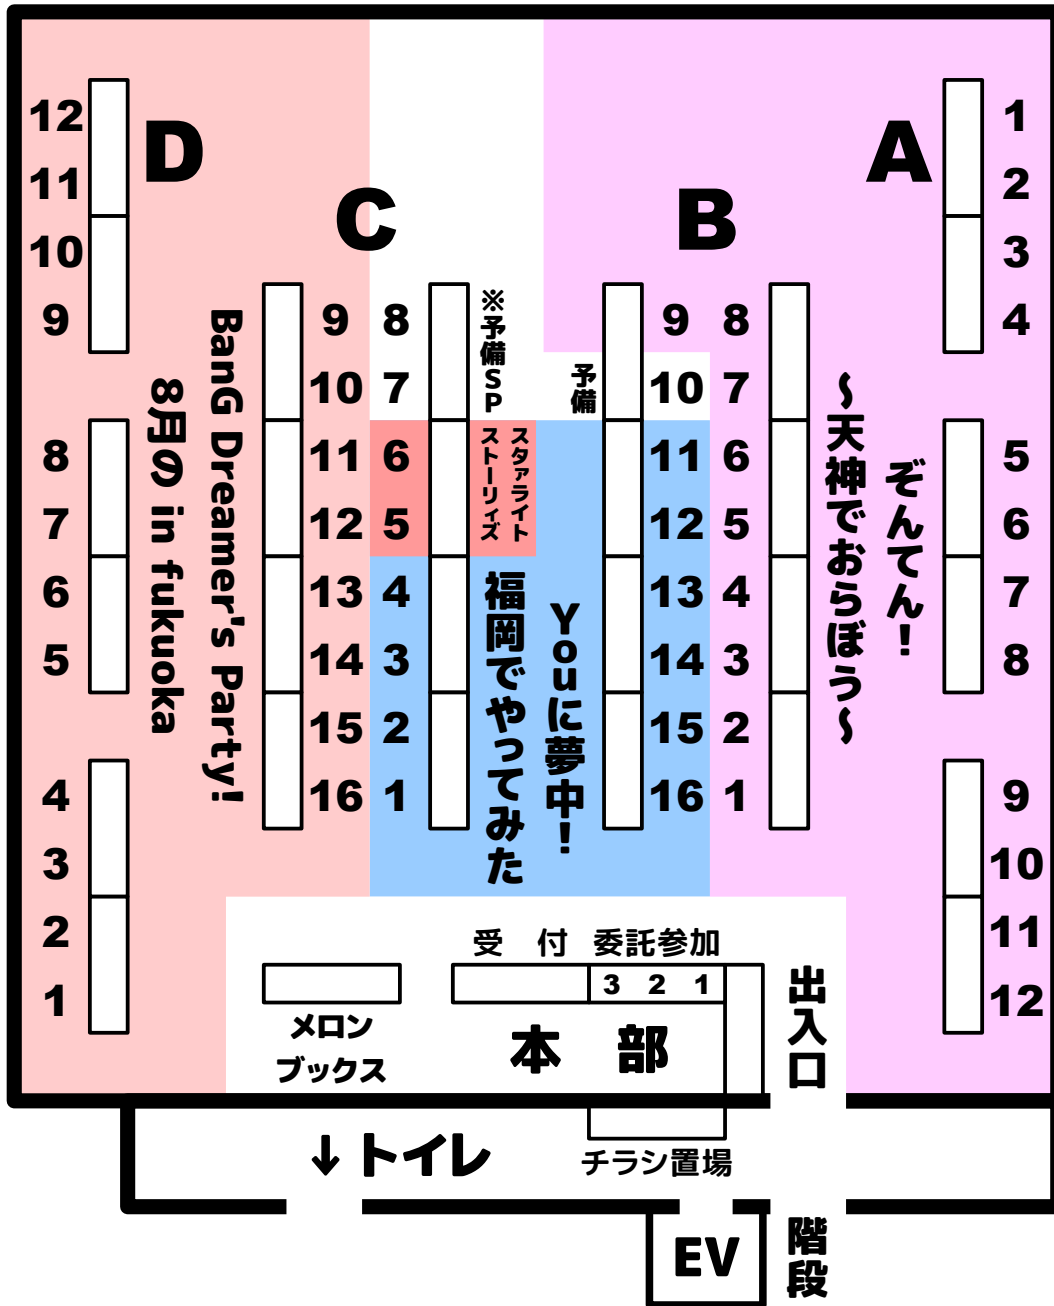 D
C
B
A
12
11
10
9
8
7
6
5
4
3
2
1
8月の in fukuoka
BanG Dreamer's Party!
9
10
11
12
13
14
15
16
8
7
6
5
4
3
2
1
※予備SP
スタァライト
ストーリィズ
福岡でやってみた
Youに夢中!
予備
9
10
11
12
13
14
15
16
8
7
6
5
4
3
2
1
ぞんてん!
〜天神でおらぼう〜
1
2
3
4
5
6
7
8
9
10
11
12
受 付 委託参加
3 2 1
メロン
ブックス
本 部
出入口
↓トイレ
チラシ置場
EV
階段